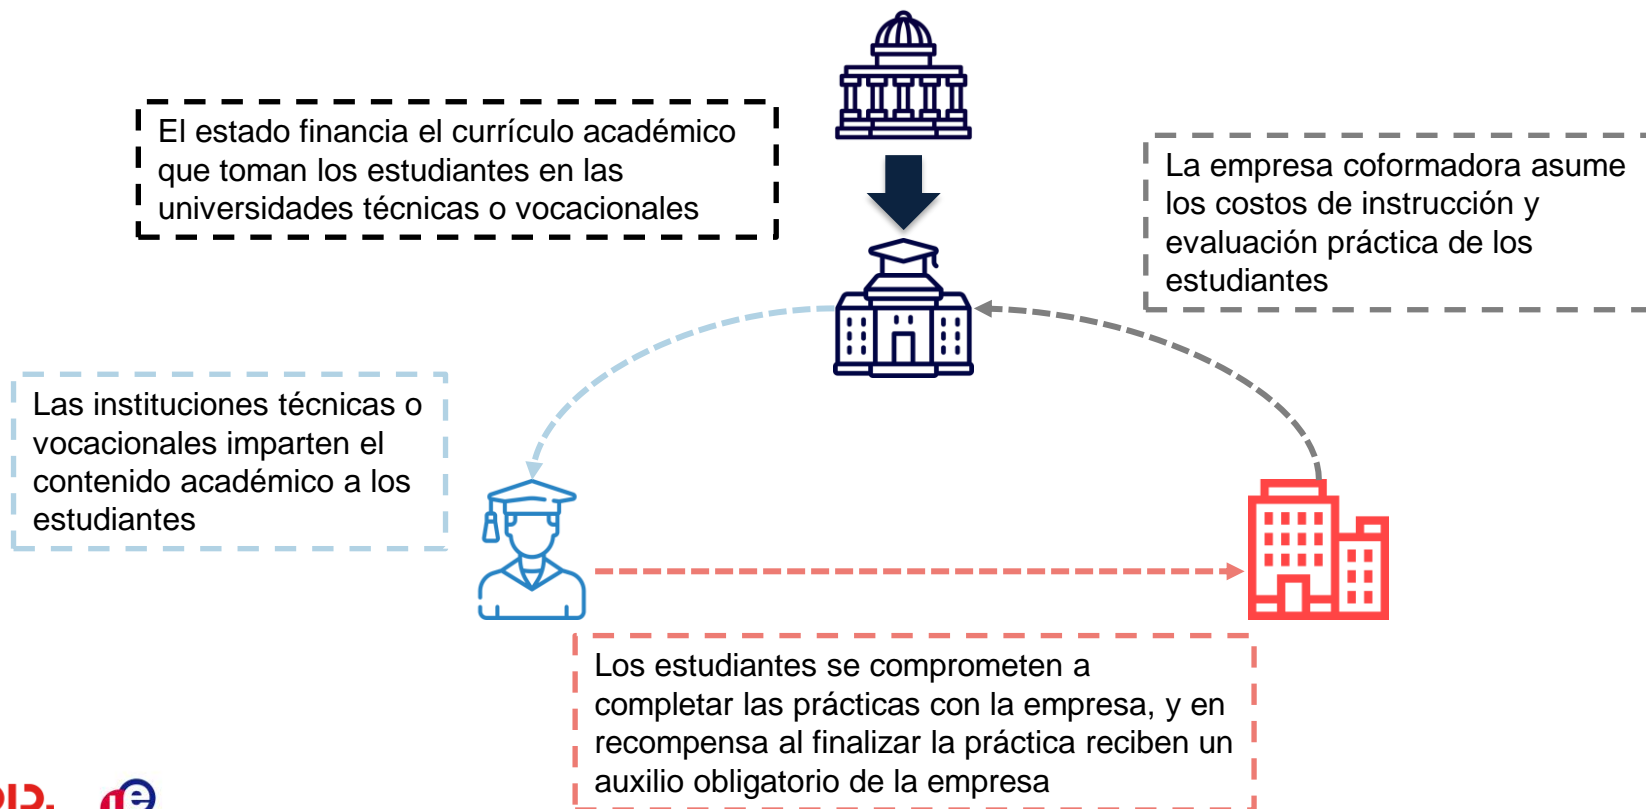 El estado financia el currículo académico
que toman los estudiantes en las
universidades técnicas o vocacionales
La empresa coformadora asume
los costos de instrucción y
evaluación práctica de los
estudiantes
Las instituciones técnicas o
vocacionales imparten el
contenido académico a los
estudiantes
Los estudiantes se comprometen a
completar las prácticas con la empresa, y en
recompensa al finalizar la práctica reciben un
auxilio obligatorio de la empresa